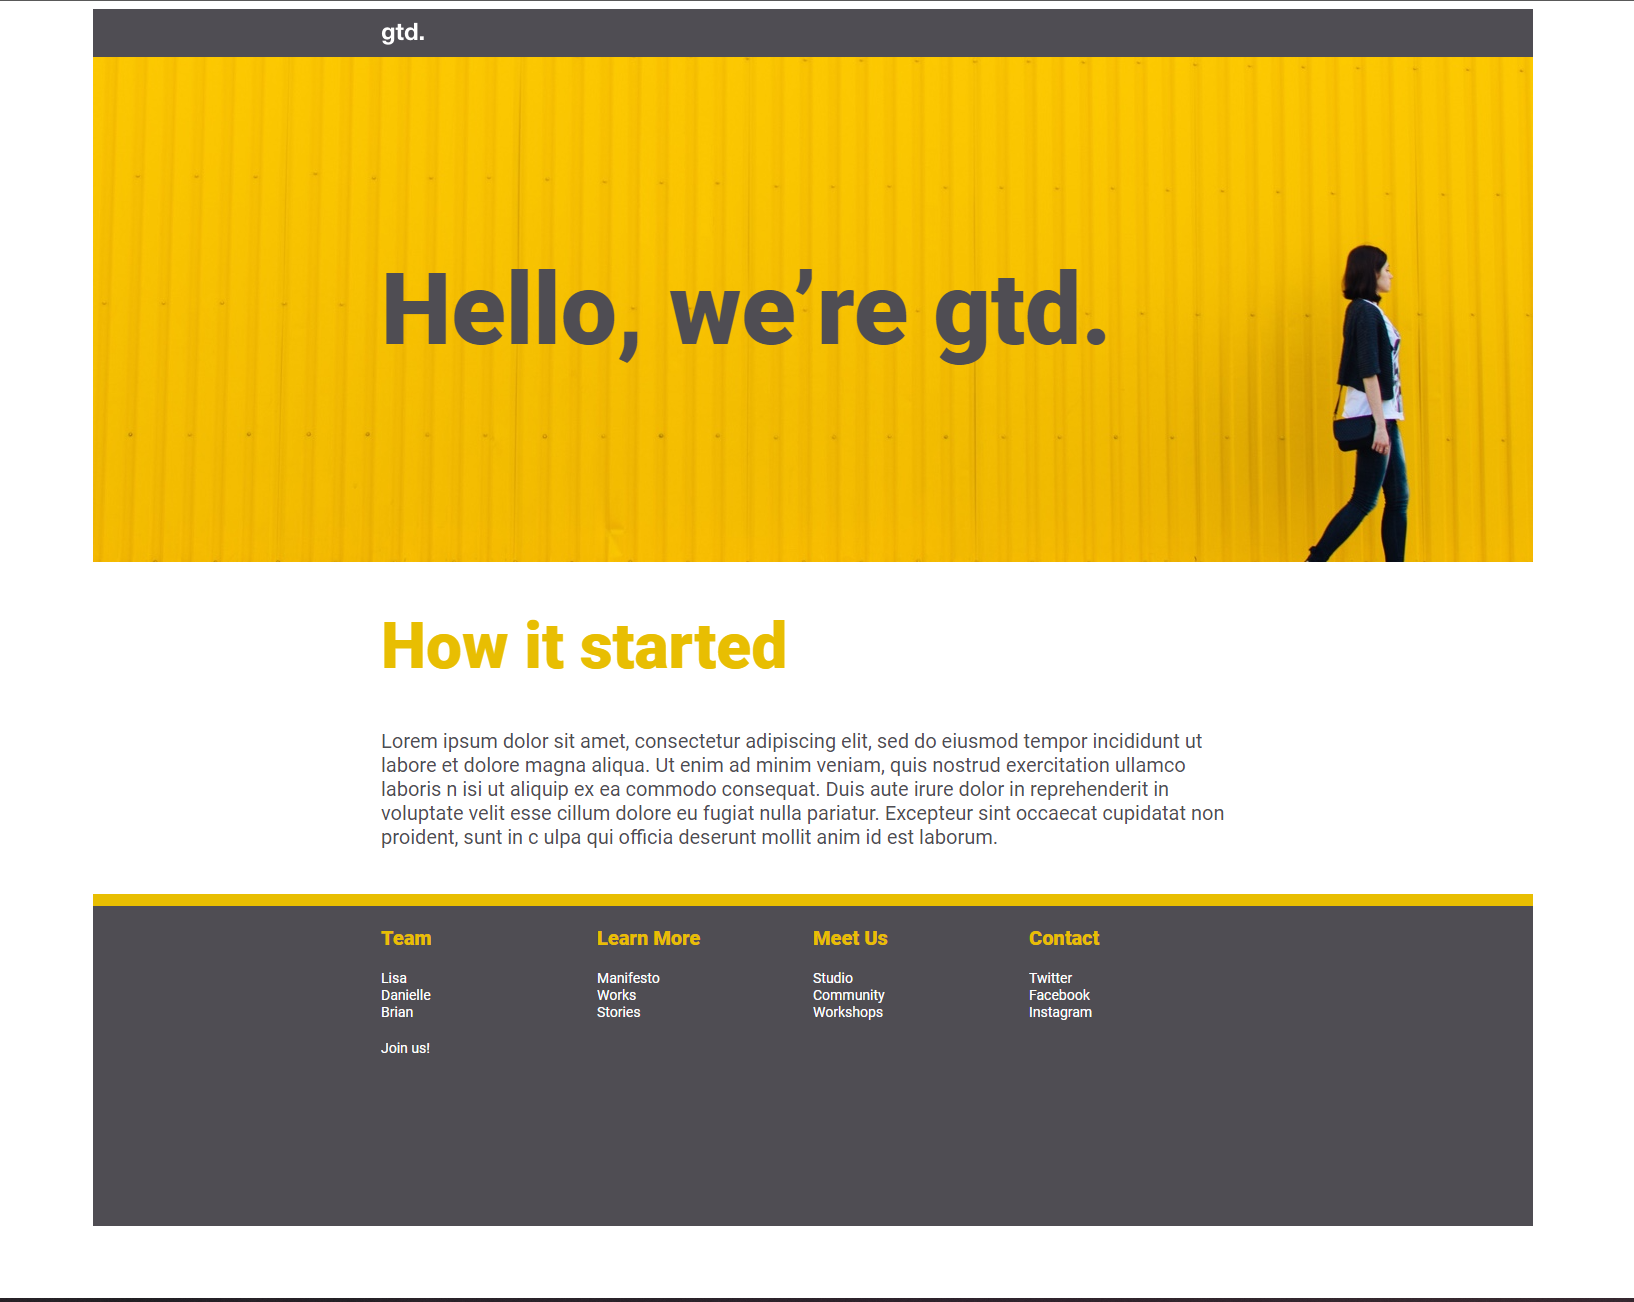 gtd.
Hello, we’re gtd.
How it started
Lorem ipsum dolor sit amet, consectetur adipiscing elit, sed do eiusmod tempor incididunt ut
labore et dolore magna aliqua. Ut enim ad minim veniam, quis nostrud exercitation ullamco
laboris n isi ut aliquip ex ea commodo consequat. Duis aute irure dolor in reprehenderit in
voluptate velit esse cillum dolore eu fugiat nulla pariatur. Excepteur sint occaecat cupidatat non
proident, sunt in c ulpa qui officia deserunt mollit anim id est laborum.
Team
Lisa
Danielle
Brian
Join us!
Learn More
Manifesto
Works
Stories
Meet Us
Studio
Community
Workshops
Contact
Twitter
Facebook
Instagram